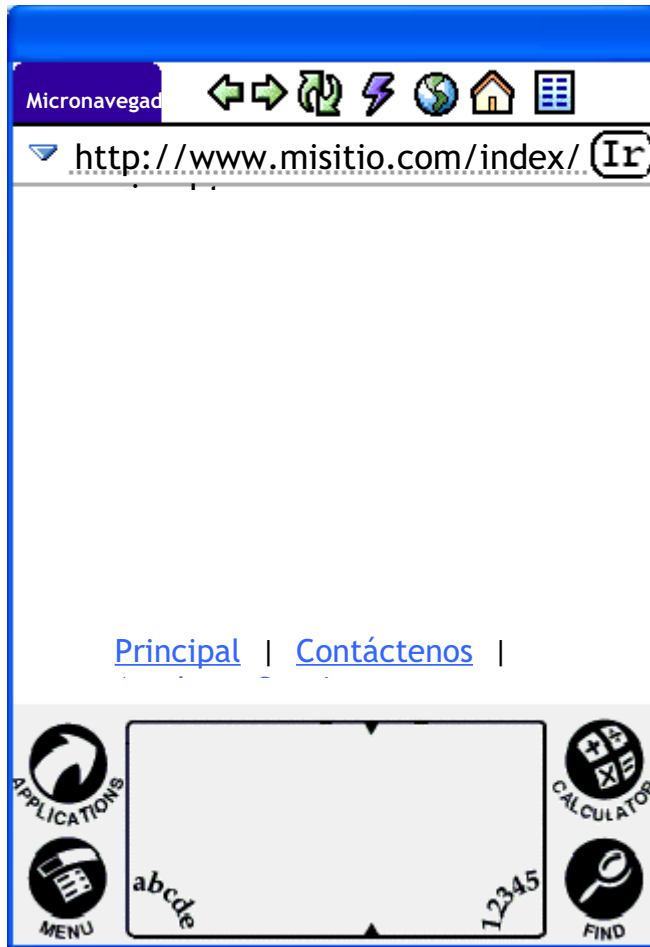 Micronavegad
http://www.misitio.com/index/
Ir
Principal | Contáctenos |
APPLICATIONS
CALCULATOR
abcde
12345
MENU
FIND